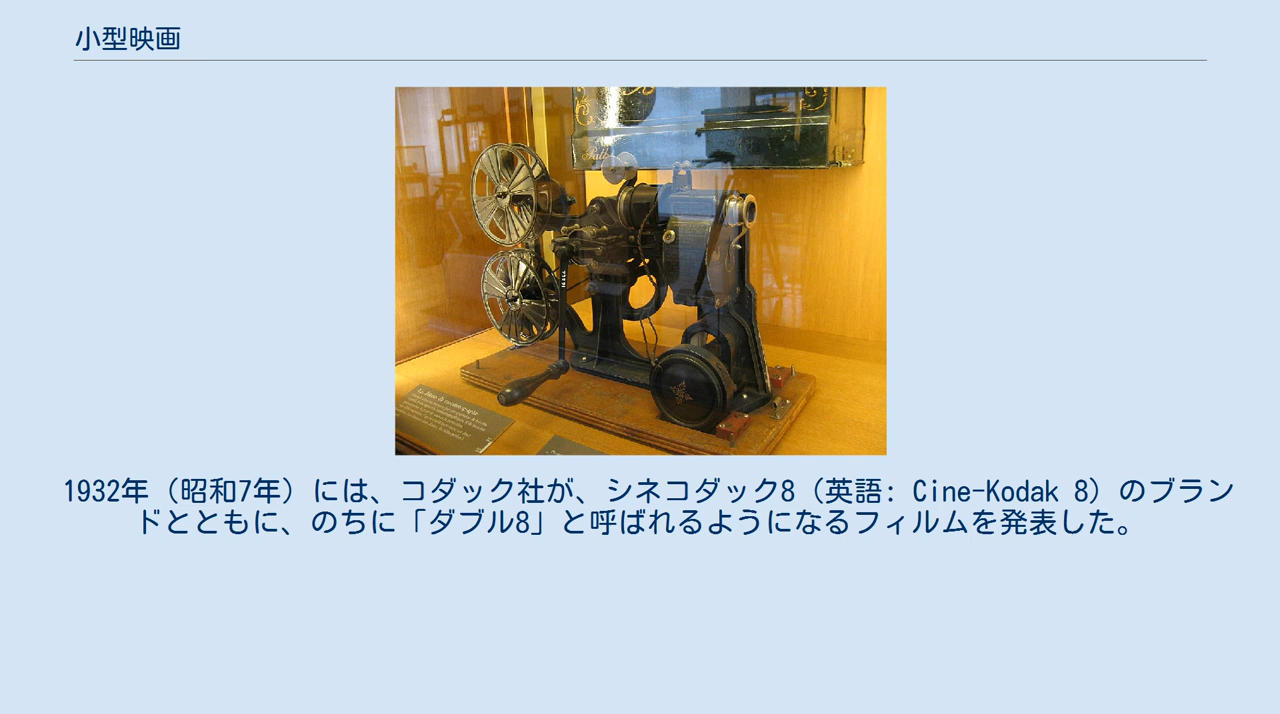 小型映画
1932年（昭和7年）には、コダック社が、シネコダック8（英語: Cine-Kodak 8）のブラン
ドとともに、のちに「ダブル8」と呼ばれるようになるフィルムを発表した。